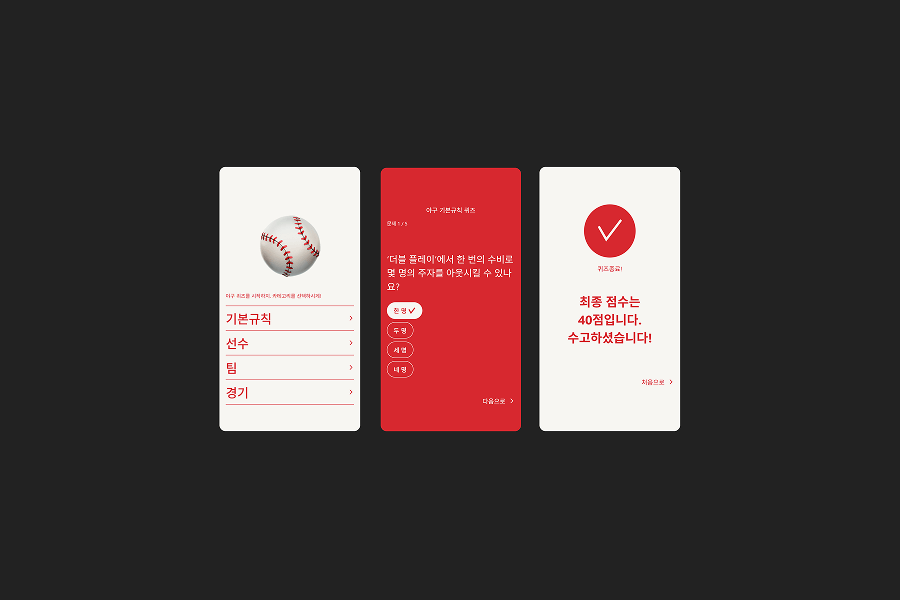 야구 퀴즈를 시작하려면, 카테고리를 선택하시게!
기본규칙
선수
팀
경기
야구 기본규칙 퀴즈
문제 1 / 5
‘더블 플레이’에서 한 번의 수비로
몇 명의 주자를 아웃시킬 수 있나
요?
한 명
두 명
세 명
네 명
다음으로
퀴즈종료!
최종 점수는
40점입니다.
수고하셨습니다!
처음으로